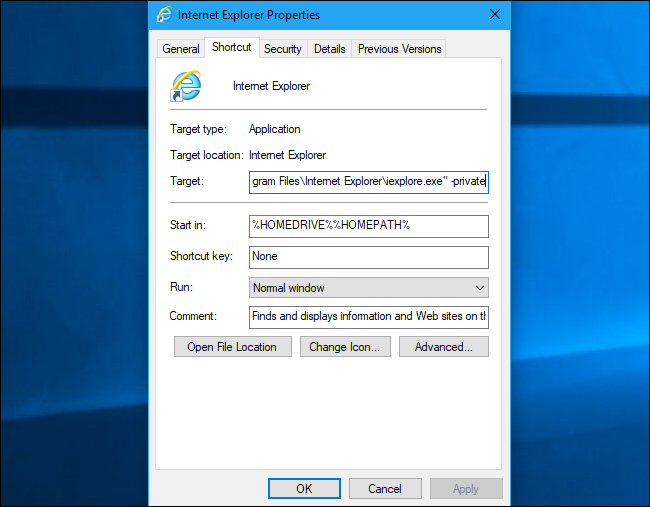 Internet Explorer Properties
General Shortcut Security Details Previous Versions
Internet Explorer
Target type: Application
Target location: Internet Explorer
Target: gram Files\Internet Explorer\iexplore.exe" -private
Start in: %HOMEDRIVE%%HOMEPATH%
Shortcut key: None
Run: Normal window
Comment: Finds and displays information and Web sites on th
Open File Location Change Icon... Advanced...
OK Cancel Apply